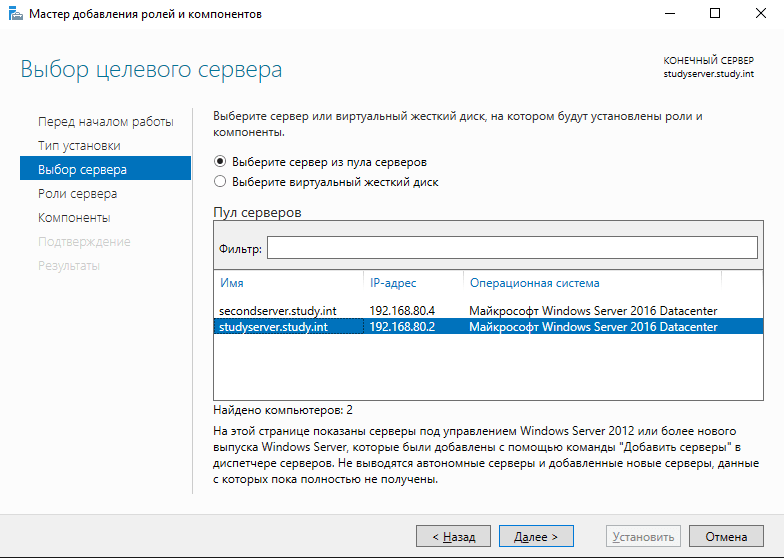 Мастер добавления ролей и компонентов
Выбор целевого сервера
КОНЕЧНЫЙ СЕРВЕР
studyserver.study.int
Перед началом работы
Тип установки
Выбор сервера
Роли сервера
Компоненты
Подтверждение
Результаты
Выберите сервер или виртуальный жесткий диск, на котором будут установлены роли и
компоненты.
Выберите сервер из пула серверов
Выберите виртуальный жесткий диск
Пул серверов
Фильтр:
Имя IP-адрес Операционная система
secondserver.study.int 192.168.80.4 Майкрософт Windows Server 2016 Datacenter
studyserver.study.int 192.168.80.2 Майкрософт Windows Server 2016 Datacenter
Найдено компьютеров: 2
На этой странице показаны серверы под управлением Windows Server 2012 или более нового
выпуска Windows Server, которые были добавлены с помощью команды "Добавить серверы" в
диспетчере серверов. Не выводятся автономные серверы и добавленные новые серверы, данные
с которых пока полностью не получены.
< Назад Далее > Установить Отмена